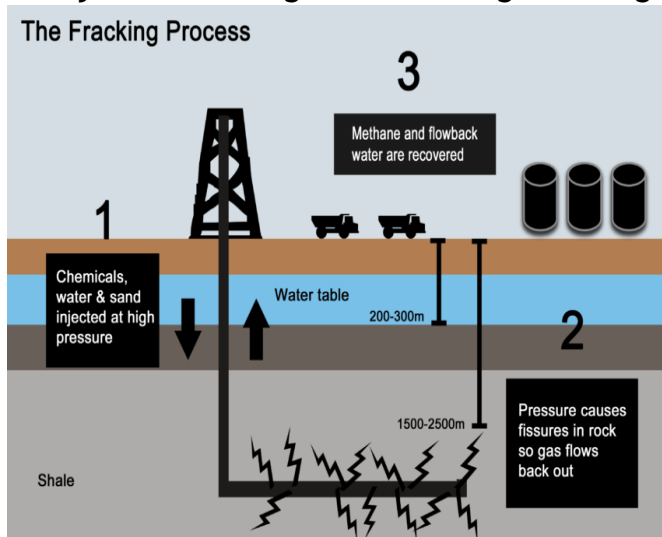 The Fracking Process
3
Methane and flowback
water are recovered
1
Chemicals,
water & sand
injected at high
pressure
Water table
200-300m
2
1500-2500m
Pressure causes
fissures in rock
so gas flows
back out
Shale